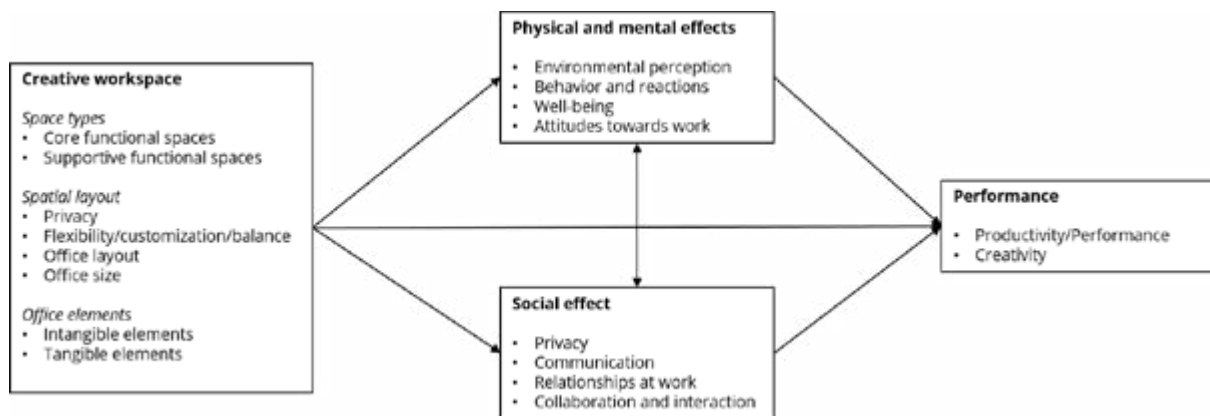 Creative workspace
Space types
• Core functional spaces
• Supportive functional spaces
Spatial layout
• Privacy
• Flexibility/customization/balance
• Office layout
• Office size
Office elements
• Intangible elements
• Tangible elements
Physical and mental effects
• Environmental perception
• Behavior and reactions
• Well-being
• Attitudes towards work
Social effect
• Privacy
• Communication
• Relationships at work
• Collaboration and interaction
Performance
• Productivity/Performance
• Creativity